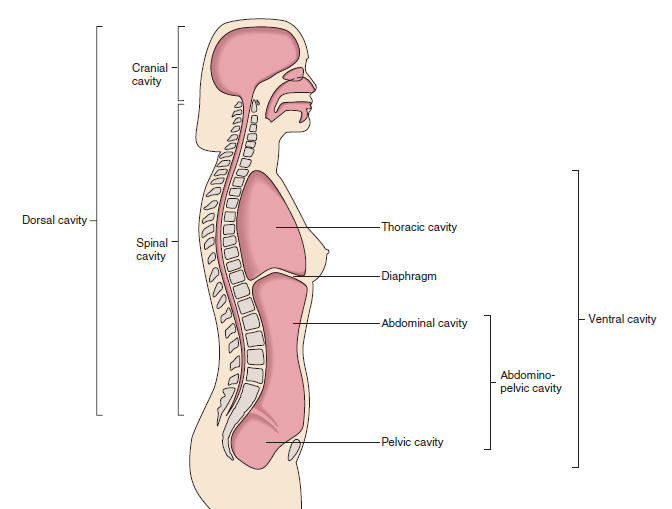 Cranial
cavity
Dorsal cavity
Spinal
cavity
Thoracic cavity
Diaphragm
Abdominal cavity
Ventral cavity
Abdomino-
pelvic cavity
Pelvic cavity